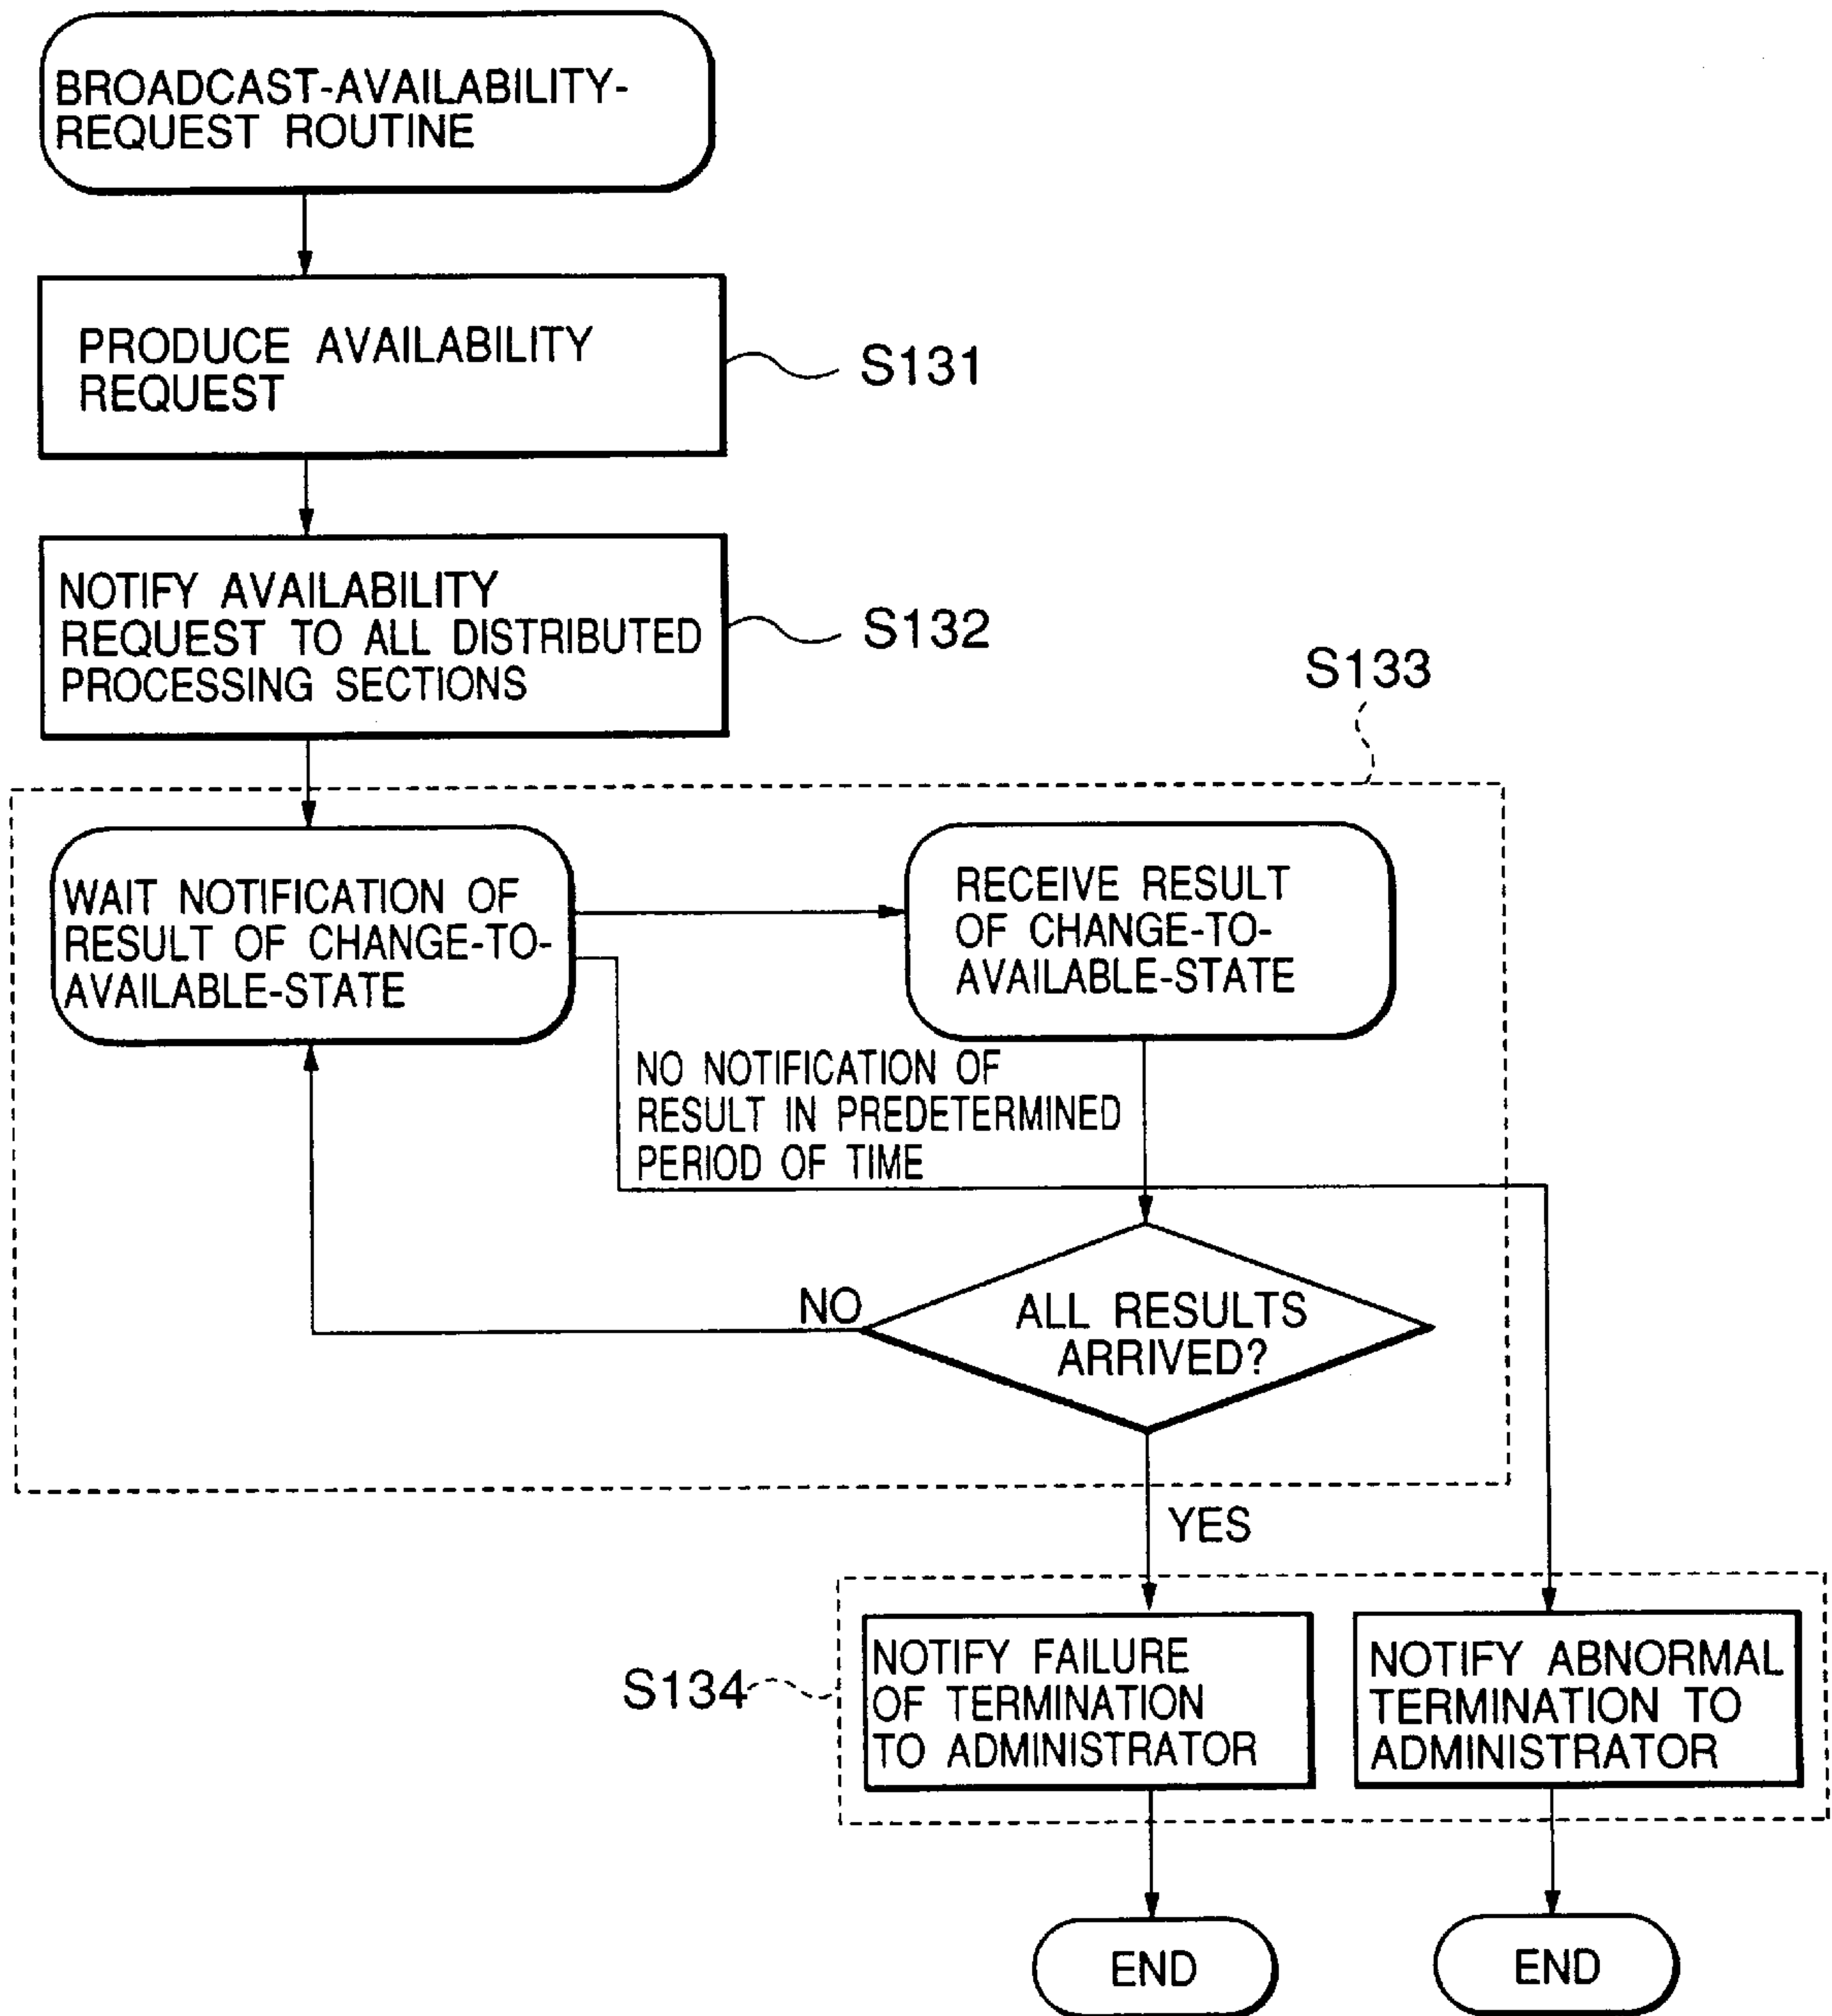 BROADCAST-AVAILABILITY-
REQUEST ROUTINE
PRODUCE AVAILABILITY
REQUEST
S131
NOTIFY AVAILABILITY
REQUEST TO ALL DISTRIBUTED
PROCESSING SECTIONS
S132
S133
WAIT NOTIFICATION OF
RESULT OF CHANGE-TO-
AVAILABLE-STATE
RECEIVE RESULT
OF CHANGE-TO-
AVAILABLE-STATE
NO NOTIFICATION OF
RESULT IN PREDETERMINED
PERIOD OF TIME
NO
ALL RESULTS
ARRIVED?
YES
S134
NOTIFY FAILURE
OF TERMINATION
TO ADMINISTRATOR
NOTIFY ABNORMAL
TERMINATION TO
ADMINISTRATOR
END
END